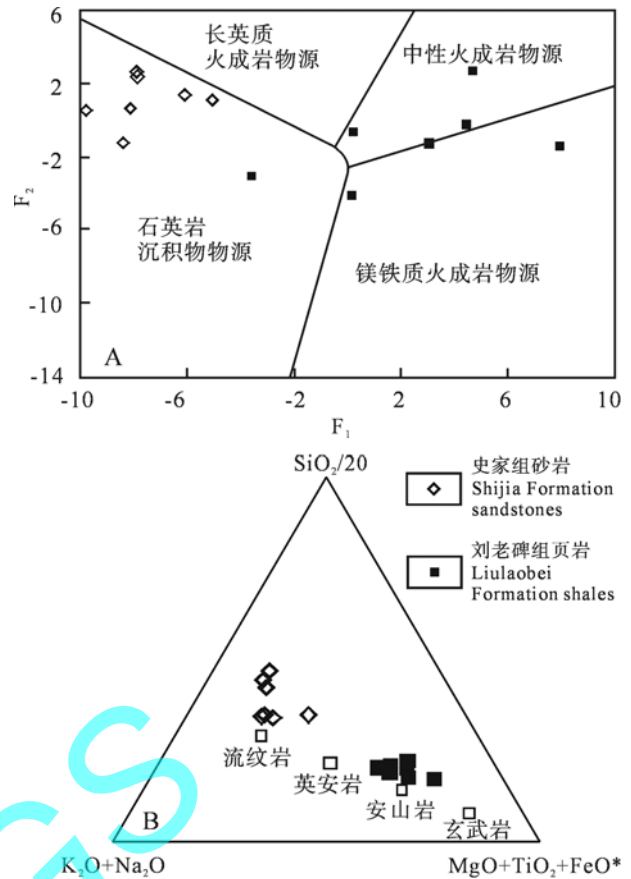 长英质
火成岩物源
中性火成岩物源
2
-2
-6
-10
-14
F₂
石英岩
沉积物物源
镁铁质火成岩物源
A
-10
-6
-2
2
6
10
F₁
SiO₂/20
史家组砂岩
Shijia Formation
sandstones
刘老碑组页岩
Liulaobei
Formation shales
流纹岩
英安岩
安山岩
玄武岩
B
K₂O+Na₂O
MgO+TiO₂+FeO*
6
GS